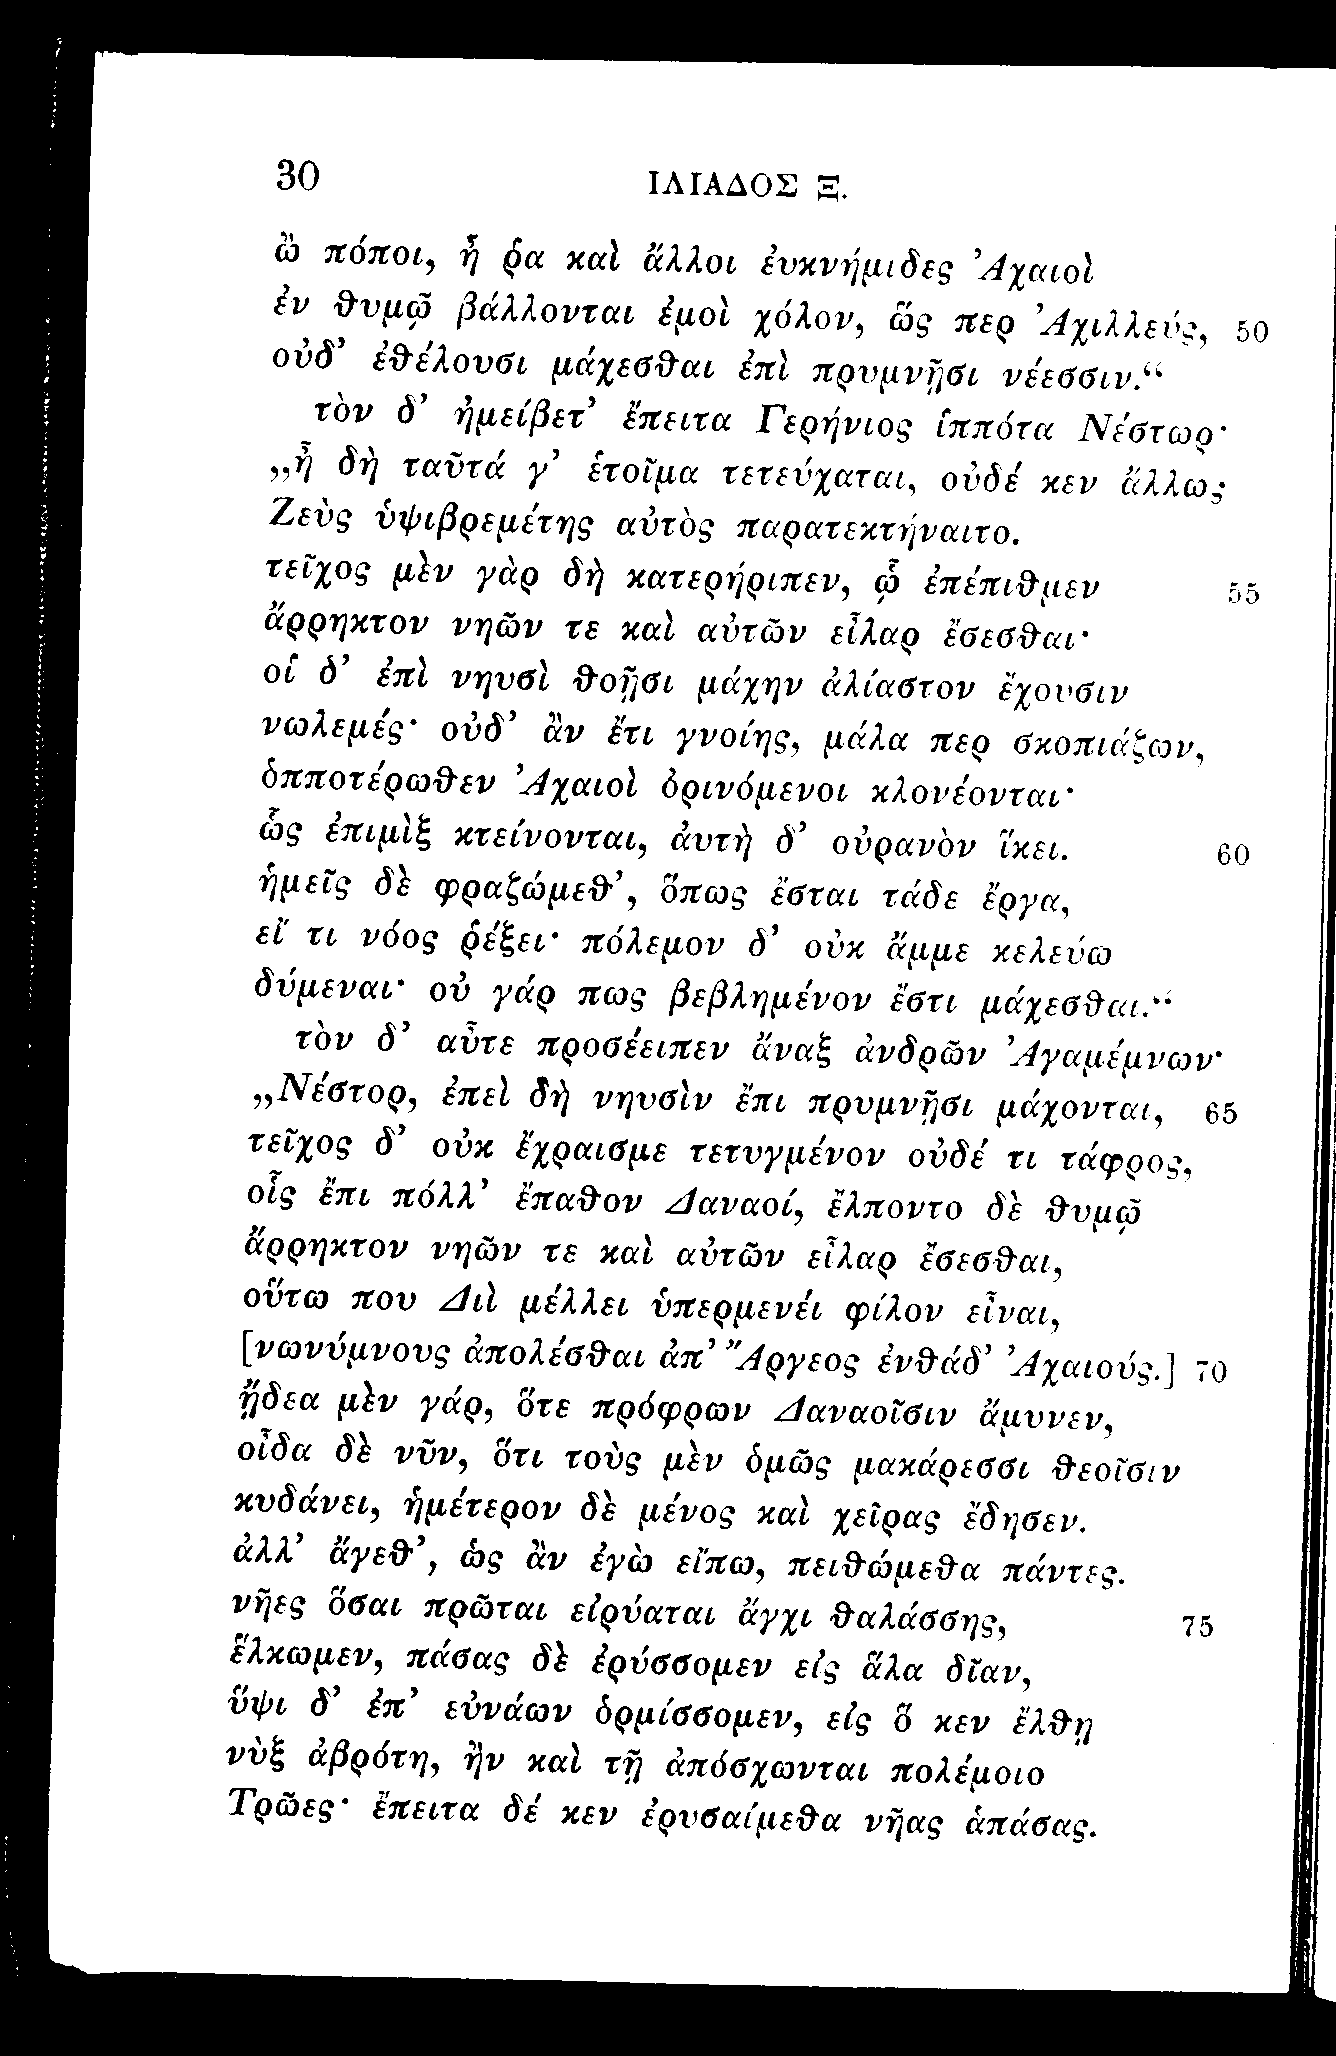 30 ΙΛΙΑΔΟΣ Ξ.
ὢ πόποι, ἦ ῥα καὶ ἄλλοι ἐυκνήμιδες Ἀχαιοὶ
ἐν θυμῷ βάλλονται ἐμοὶ χόλον, ὥς περ Ἀχιλλεύς, 50
οὐδ’ ἐθέλουσι μάχεσθαι ἐπὶ πρυμνῇσι νέεσσιν.“
τὸν δ’ ἠμείβετ’ ἔπειτα Γερήνιος ἱππότα Νέστωρ·
„ἦ δὴ ταῦτά γ’ ἑτοῖμα τετεύχαται, οὐδέ κεν ἄλλως
Ζεὺς ὑψιβρεμέτης αὐτὸς παρατεκτήναιτο.
τεῖχος μὲν γὰρ δὴ κατερήριπεν, ᾧ ἐπέπιθμεν 55
ἄρρηκτον νηῶν τε καὶ αὐτῶν εἶλαρ ἔσεσθαι·
οἱ δ’ ἐπὶ νηυσὶ θοῇσι μάχην ἀλίαστον ἔχουσιν
νωλεμές· οὐδ’ ἂν ἔτι γνοίης, μάλα περ σκοπιάζων,
ὁπποτέρωθεν Ἀχαιοὶ ὀρινόμενοι κλονέονται·
ὣς ἐπιμὶξ κτείνονται, ἀυτὴ δ’ οὐρανὸν ἵκει. 60
ἡμεῖς δὲ φραζώμεθ’, ὅπως ἔσται τάδε ἔργα,
εἴ τι νόος ῥέξει· πόλεμον δ’ οὐκ ἄμμε κελεύω
δύμεναι· οὐ γάρ πως βεβλημένον ἔστι μάχεσθαι.“
τὸν δ’ αὖτε προσέειπεν ἄναξ ἀνδρῶν Ἀγαμέμνων·
„Νέστορ, ἐπεὶ δὴ νηυσὶν ἔπι πρυμνῇσι μάχονται, 65
τεῖχος δ’ οὐκ ἔχραισμε τετυγμένον οὐδέ τι τάφρος,
οἷς ἔπι πόλλ’ ἔπαθον Δαναοί, ἔλποντο δὲ θυμῷ
ἄρρηκτον νηῶν τε καὶ αὐτῶν εἶλαρ ἔσεσθαι,
οὕτω που Διὶ μέλλει ὑπερμενέι φίλον εἶναι,
[νωνύμνους ἀπολέσθαι ἀπ’ Ἄργεος ἐνθάδ’ Ἀχαιούς.] 70
ᾔδεα μὲν γάρ, ὅτε πρόφρων Δαναοῖσιν ἄμυνεν,
οἶδα δὲ νῦν, ὅτι τοὺς μὲν ὁμῶς μακάρεσσι θεοῖσιν
κυδάνει, ἡμέτερον δὲ μένος καὶ χεῖρας ἔδησεν.
ἀλλ’ ἄγεθ’, ὡς ἂν ἐγὼ εἴπω, πειθώμεθα πάντες.
νῆες ὅσαι πρῶται εἰρύαται ἄγχι θαλάσσης, 75
ἕλκωμεν, πάσας δὲ ἐρύσσομεν εἰς ἅλα δῖαν,
ὕψι δ’ ἐπ’ εὐνάων ὁρμίσσομεν, εἰς ὅ κεν ἔλθῃ
νὺξ ἀβρότη, ἢν καὶ τῇ ἀπόσχωνται πολέμοιο
Τρῶες· ἔπειτα δέ κεν ἐρυσαίμεθα νῆας ἁπάσας.